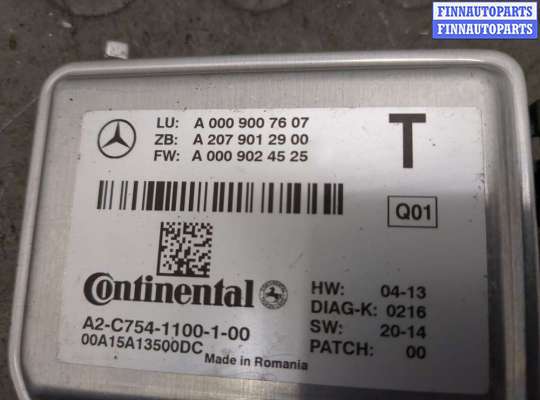 FINNAUTOPARTS
FINNAUTOPARTS
LU: A 000 900 76 07
ZB: A 207 901 29 00
FW: A 000 902 45 25
T
Q01
Continental
A2-C754-1100-1-00
00A15A13500DC
Made in Romania
HW: 04-13
DIAG-K: 0216
SW: 20-14
PATCH: 00